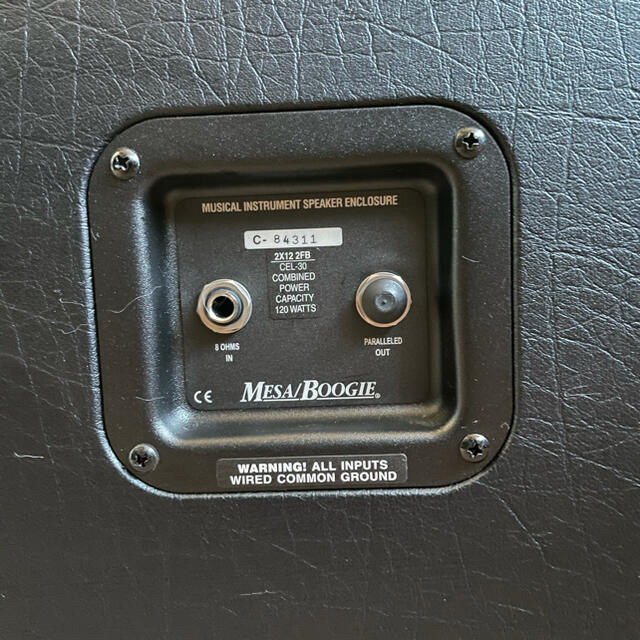 MUSICAL INSTRUMENT SPEAKER ENCLOSURE
C- 84311
2X12 2FB
CEL-30
COMBINED
POWER
CAPACITY
120 WATTS
8 OHMS
IN
PARALLELED
OUT
CE
MESA/BOOGIE®
WARNING! ALL INPUTS
WIRED COMMON GROUND